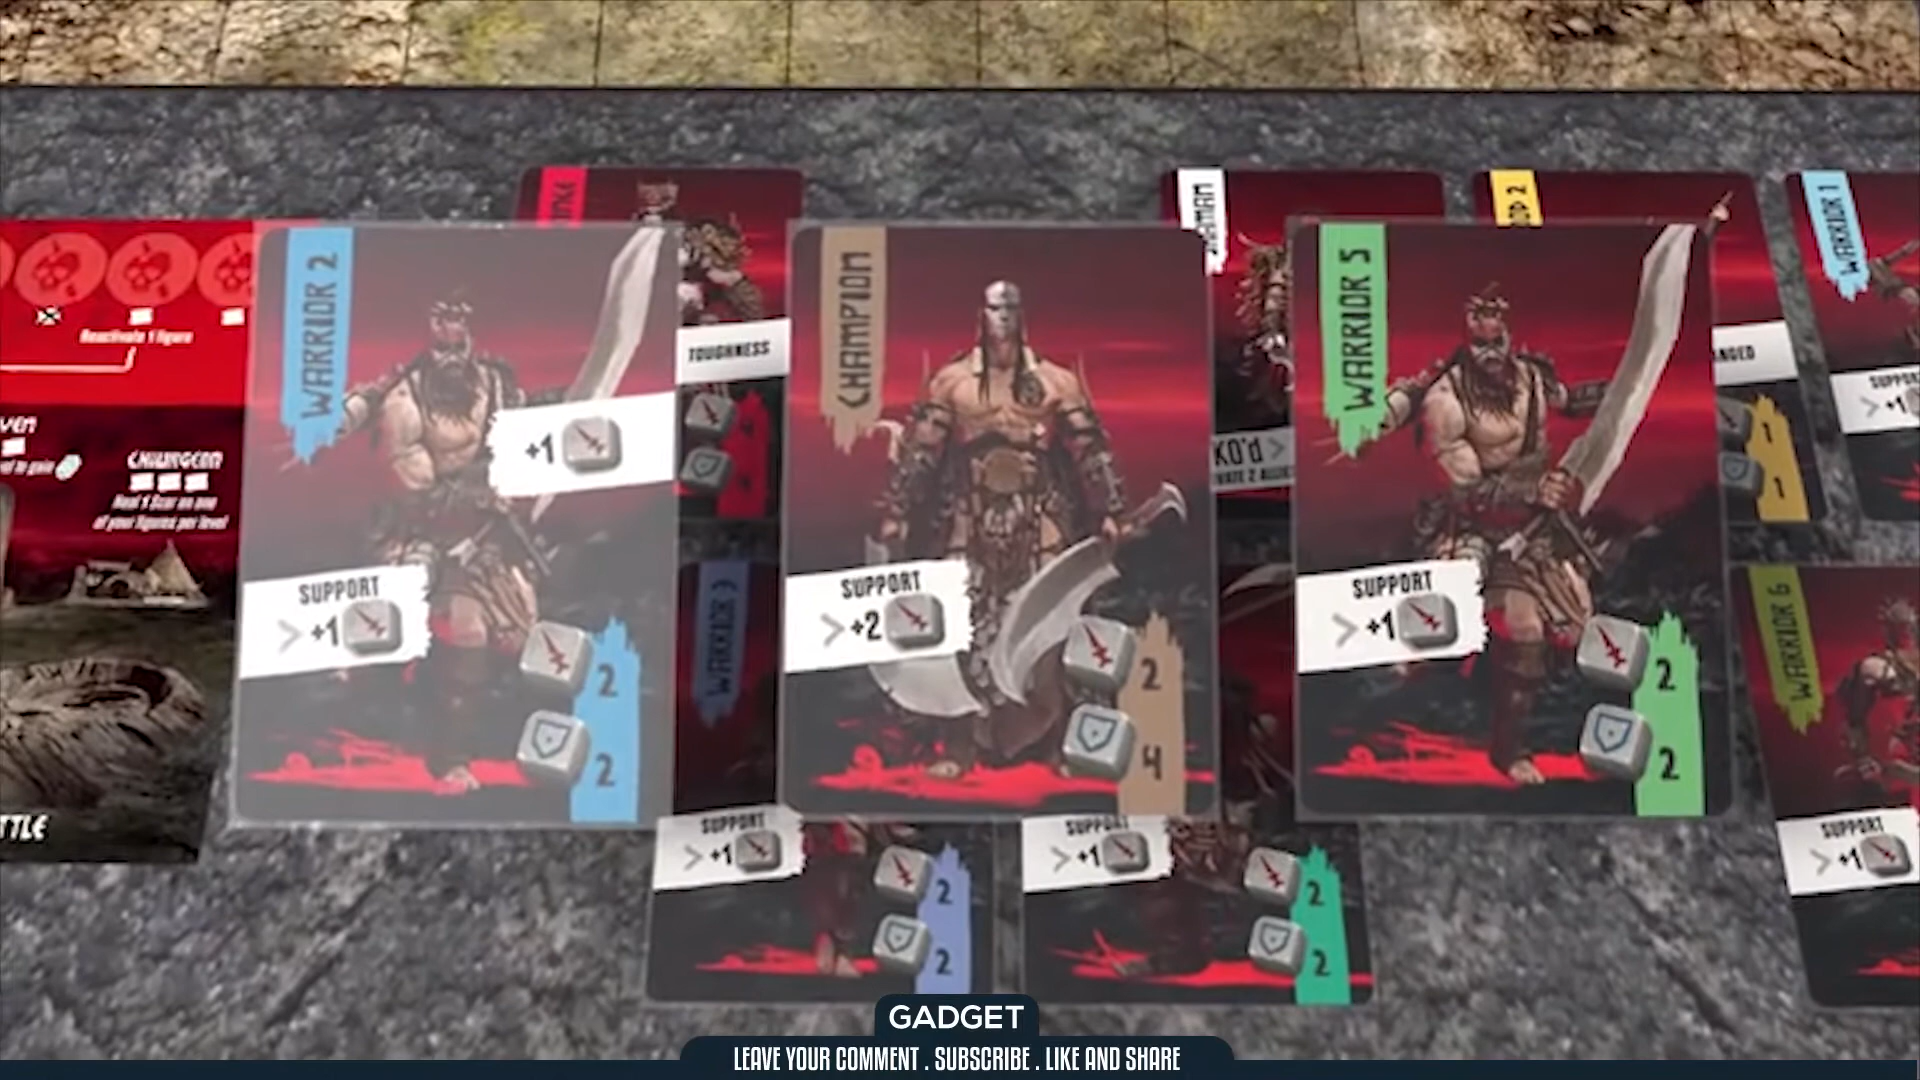 WARRIOR 2
+1
SUPPORT
> +1
2
2
CHAMPION
SUPPORT
> +2
2
4
WARRIOR 5
SUPPORT
> +1
2
2
TOUGHNESS
KO'd >
WARRIOR 1
SUPPORT
> +1
1
1
WARRIOR 3
WARRIOR 6
SUPPORT
> +1
2
2
SUPPORT
> +1
2
2
SUPPORT
> +1
Reactivate 1 figure
CHIRURGEON
Heal 1 Scar on one
of your figures per level
GADGET
LEAVE YOUR COMMENT . SUBSCRIBE . LIKE AND SHARE